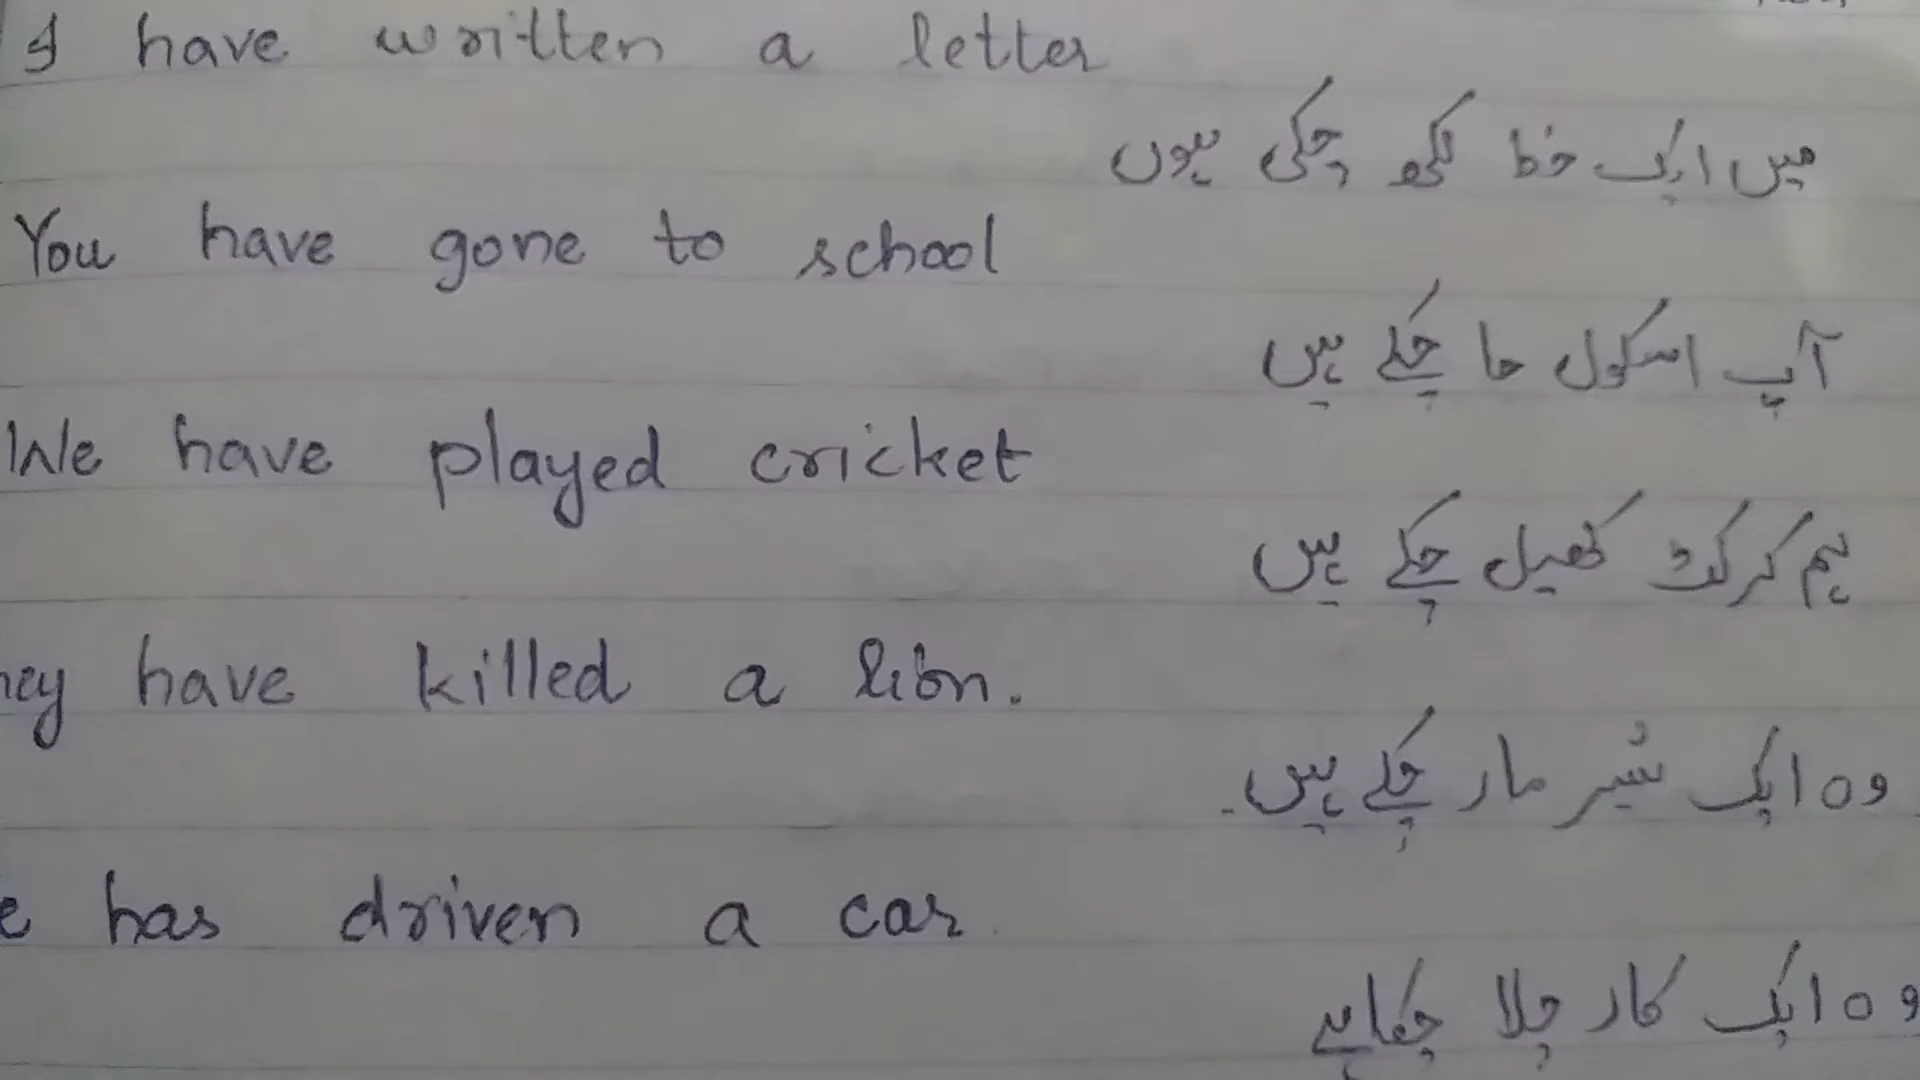 I have written a letter
میں ایک خط لکھ چکی ہوں
You have gone to school
آپ اسکول جا چکے ہیں
We have played cricket
ہم کرکٹ کھیل چکے ہیں
hey have killed a lion.
وہ ایک شیر مار چکے ہیں۔
e has driven a car
وہ ایک کار چلا چکا ہے